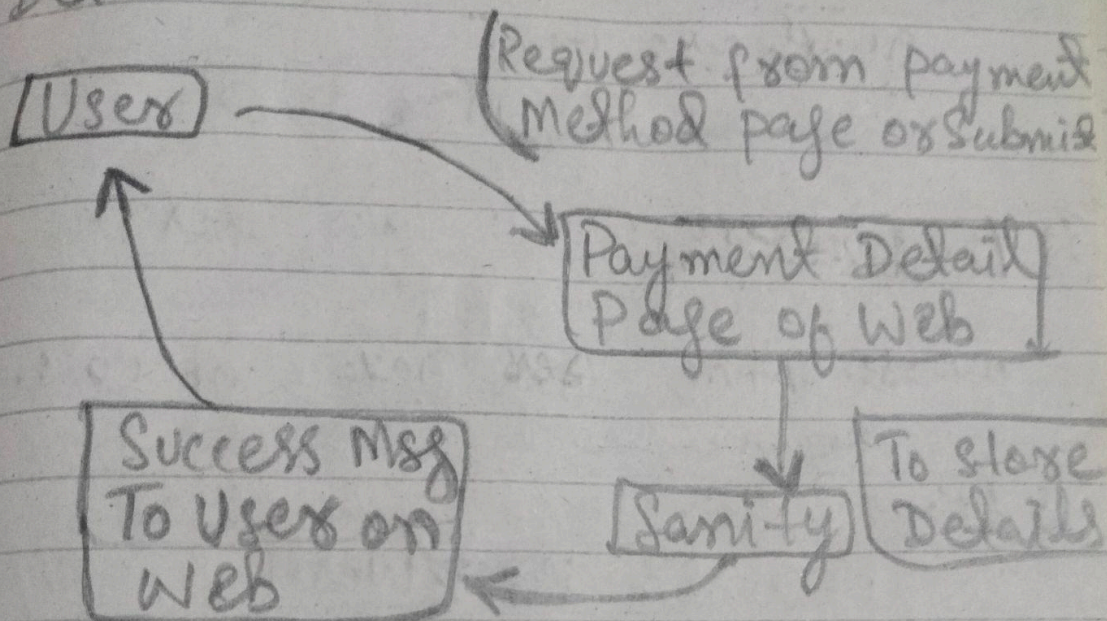 User
Request from payment
Method page or Submit
Payment Detail
Page of Web
Success Msg
To User on
Web
Sanity
To store
Details